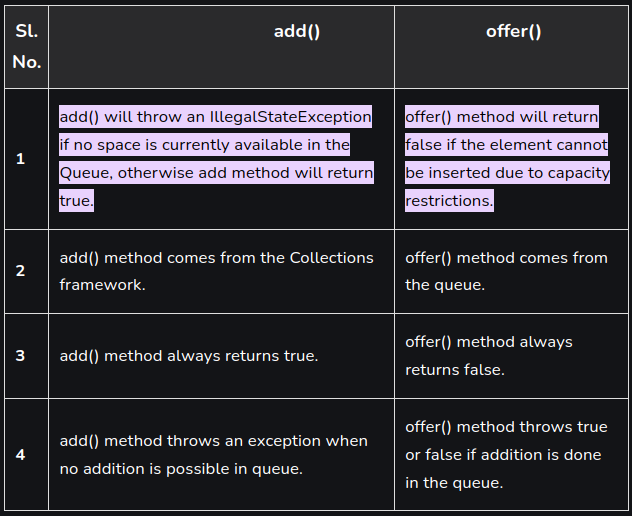 Sl.
No.
add()
offer()
1
add() will throw an IllegalStateException
if no space is currently available in the
Queue, otherwise add method will return
true.
offer() method will return
false if the element cannot
be inserted due to capacity
restrictions.
2
add() method comes from the Collections
framework.
offer() method comes from
the queue.
3
add() method always returns true.
offer() method always
returns false.
4
add() method throws an exception when
no addition is possible in queue.
offer() method throws true
or false if addition is done
in the queue.